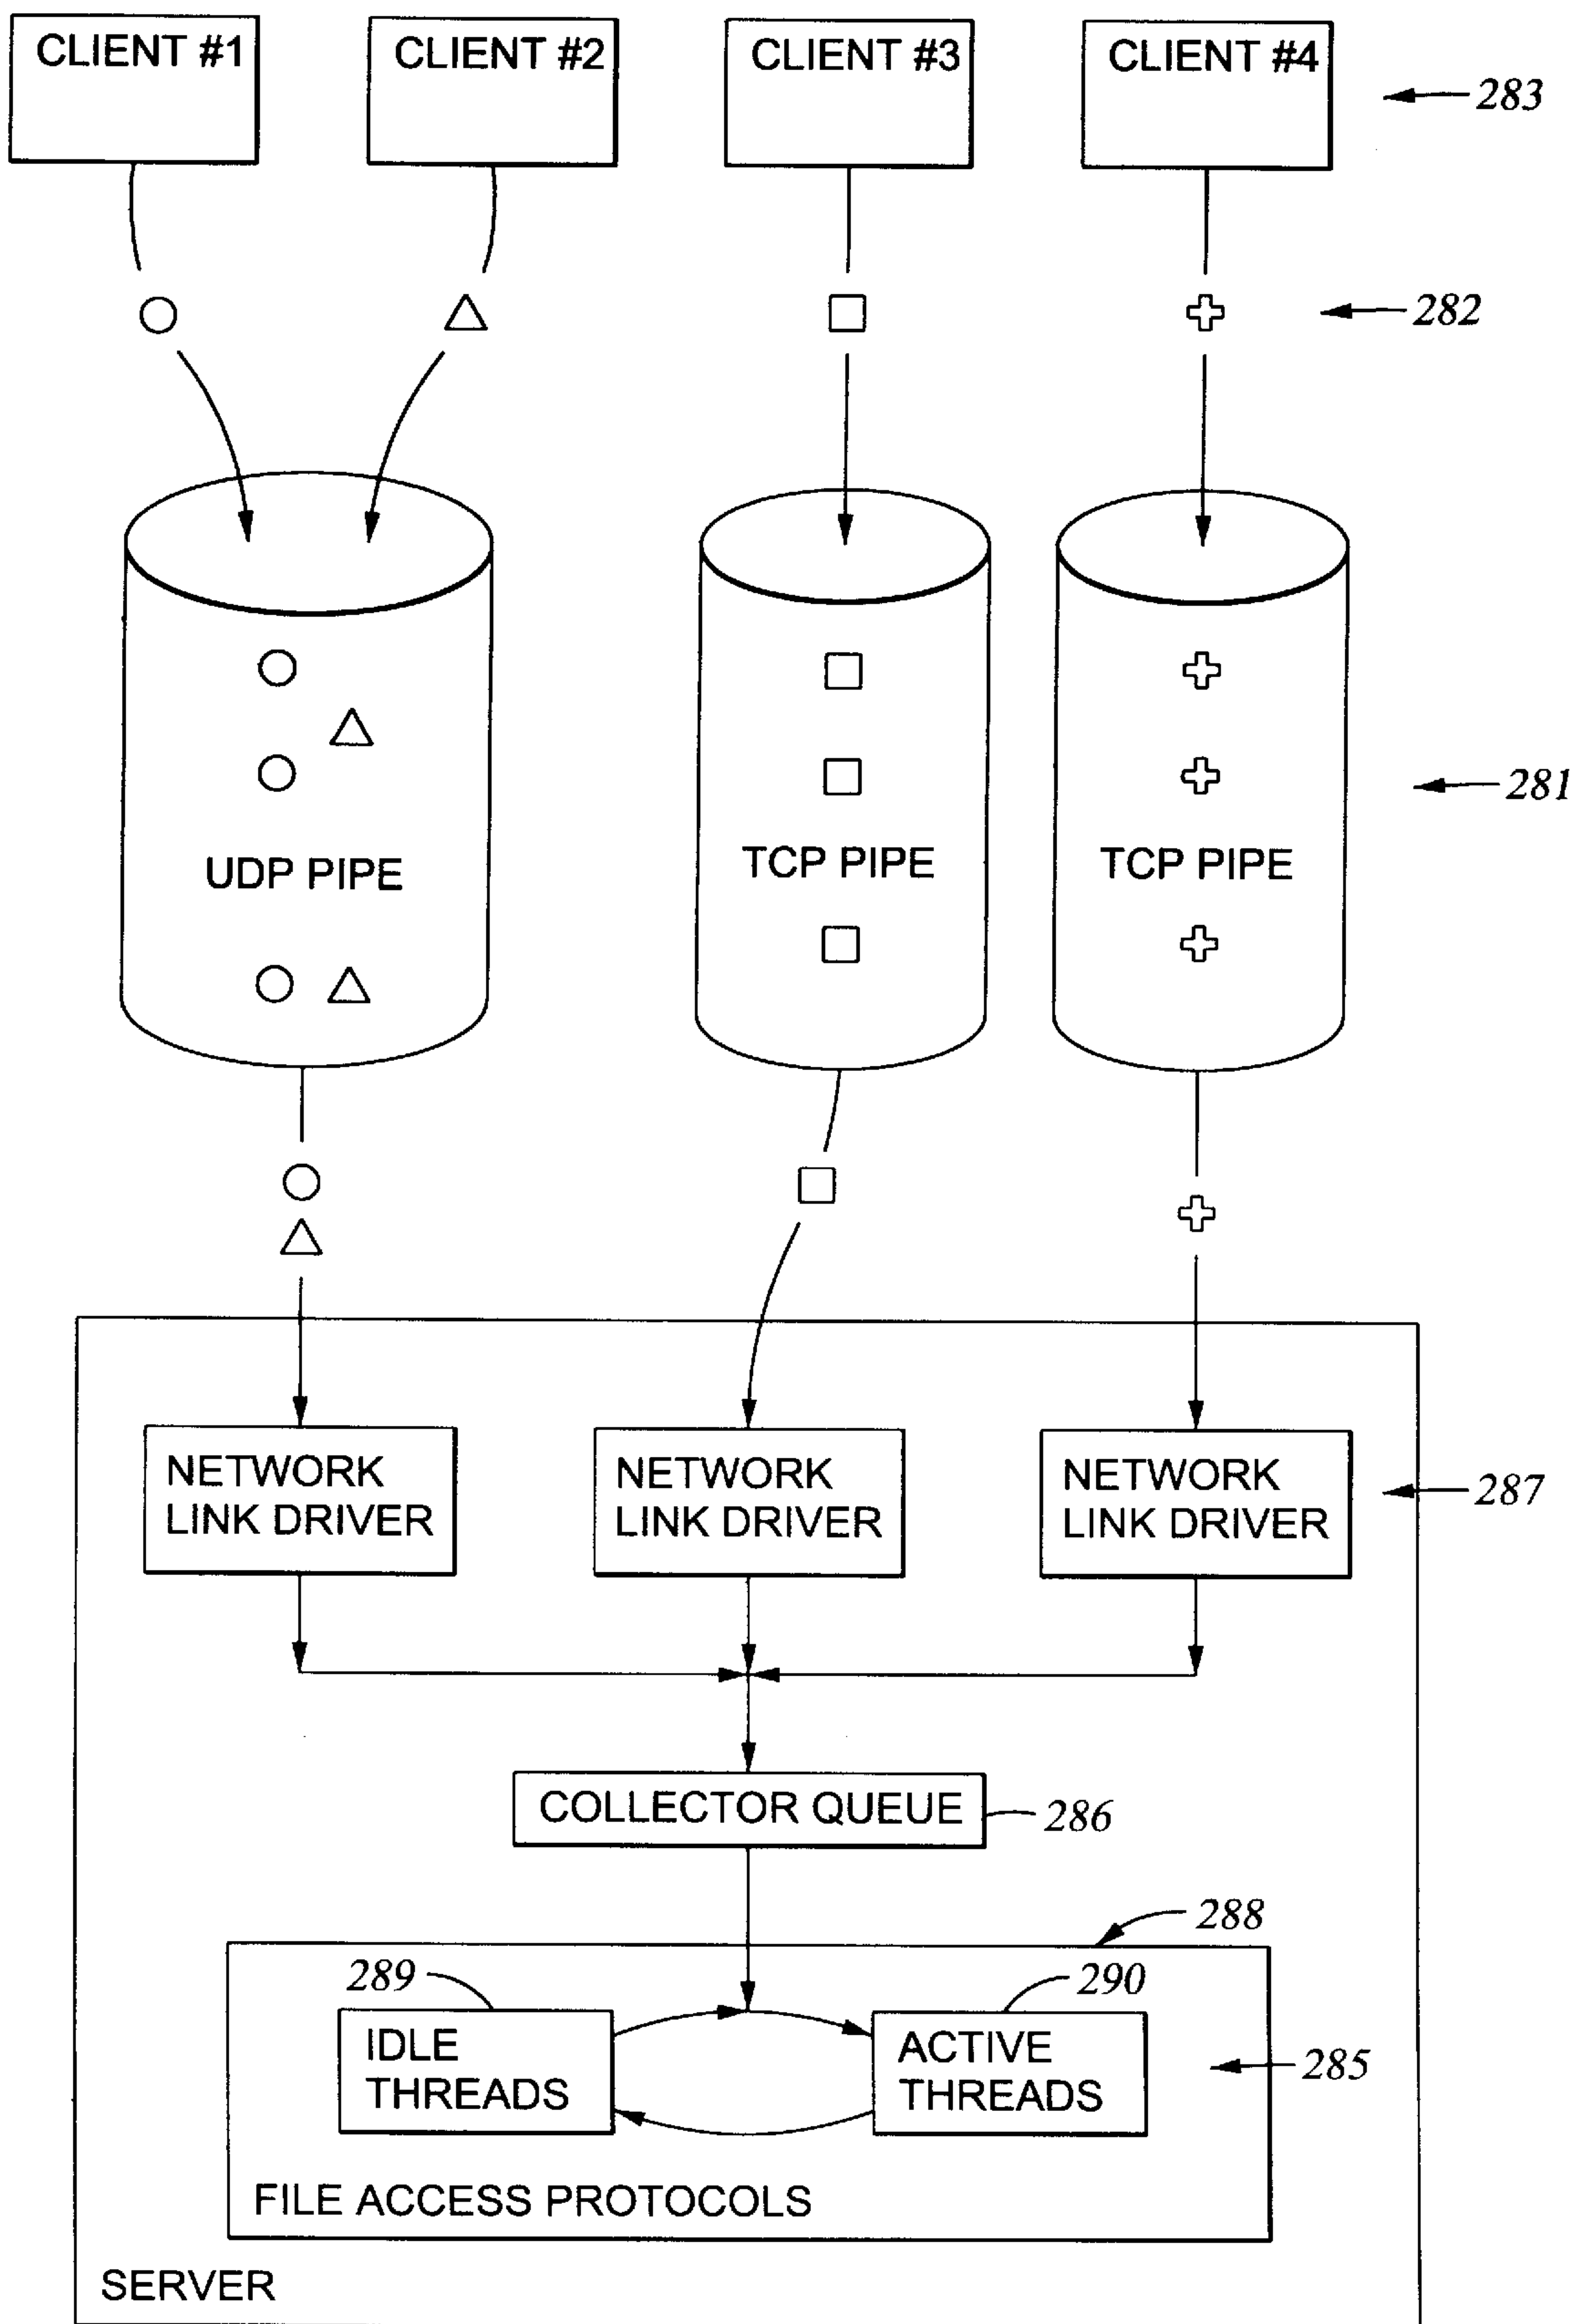 CLIENT #1
CLIENT #2
CLIENT #3
CLIENT #4
283
282
UDP PIPE
TCP PIPE
TCP PIPE
281
NETWORK
LINK DRIVER
NETWORK
LINK DRIVER
NETWORK
LINK DRIVER
287
COLLECTOR QUEUE
286
288
289
290
IDLE
THREADS
ACTIVE
THREADS
285
FILE ACCESS PROTOCOLS
SERVER